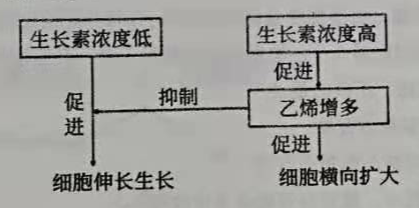 生长素浓度低
生长素浓度高
促进
促进
抑制
乙烯增多
促进
细胞伸长生长
细胞横向扩大